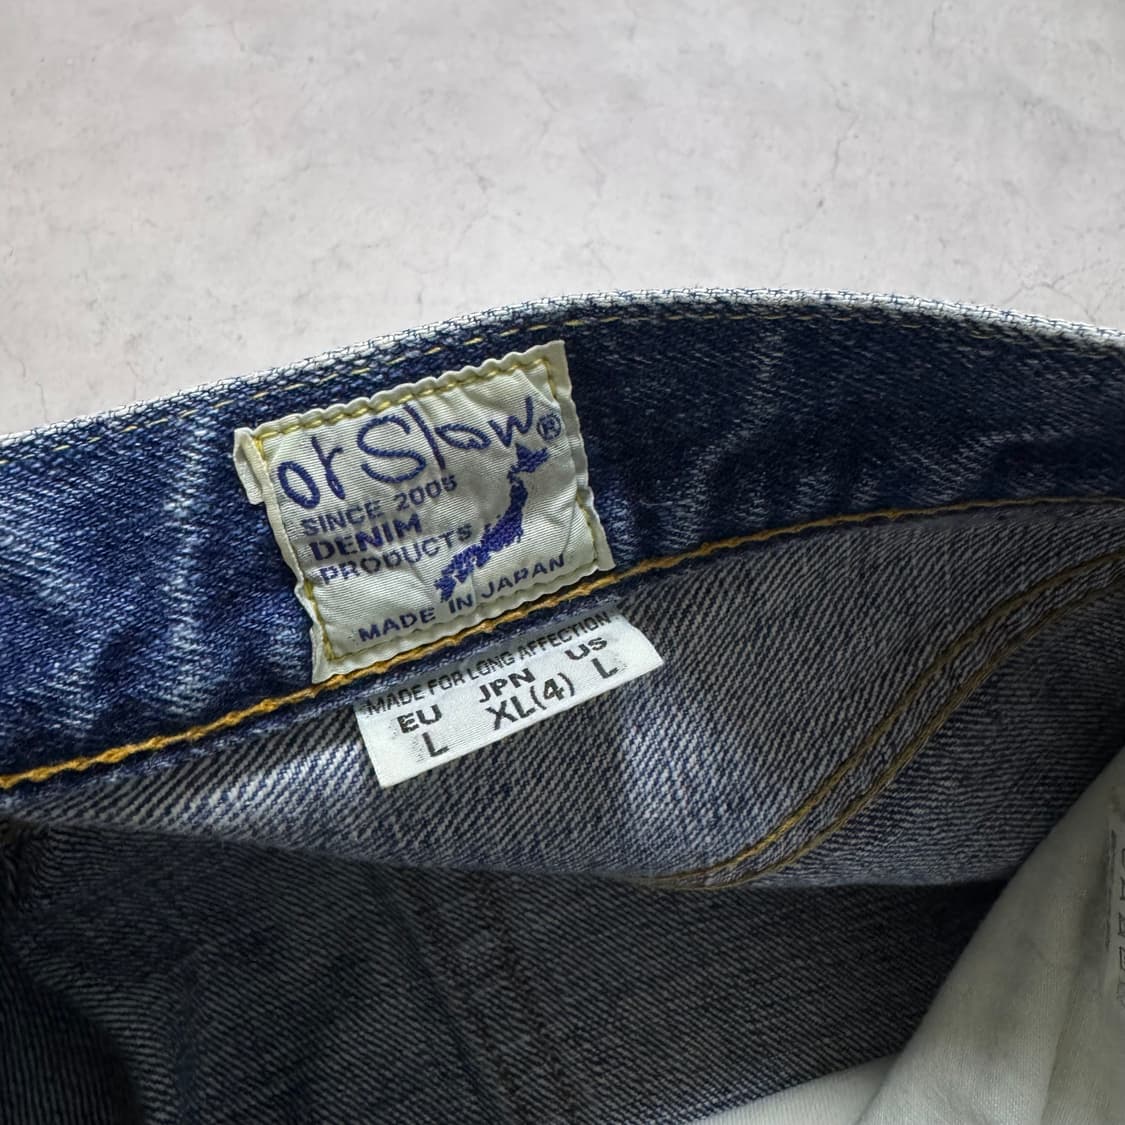 orSlow®
SINCE 2005
DENIM
PRODUCTS
MADE IN JAPAN
MADE FOR LONG AFFECTION
EU JPN US
L XL(4) L